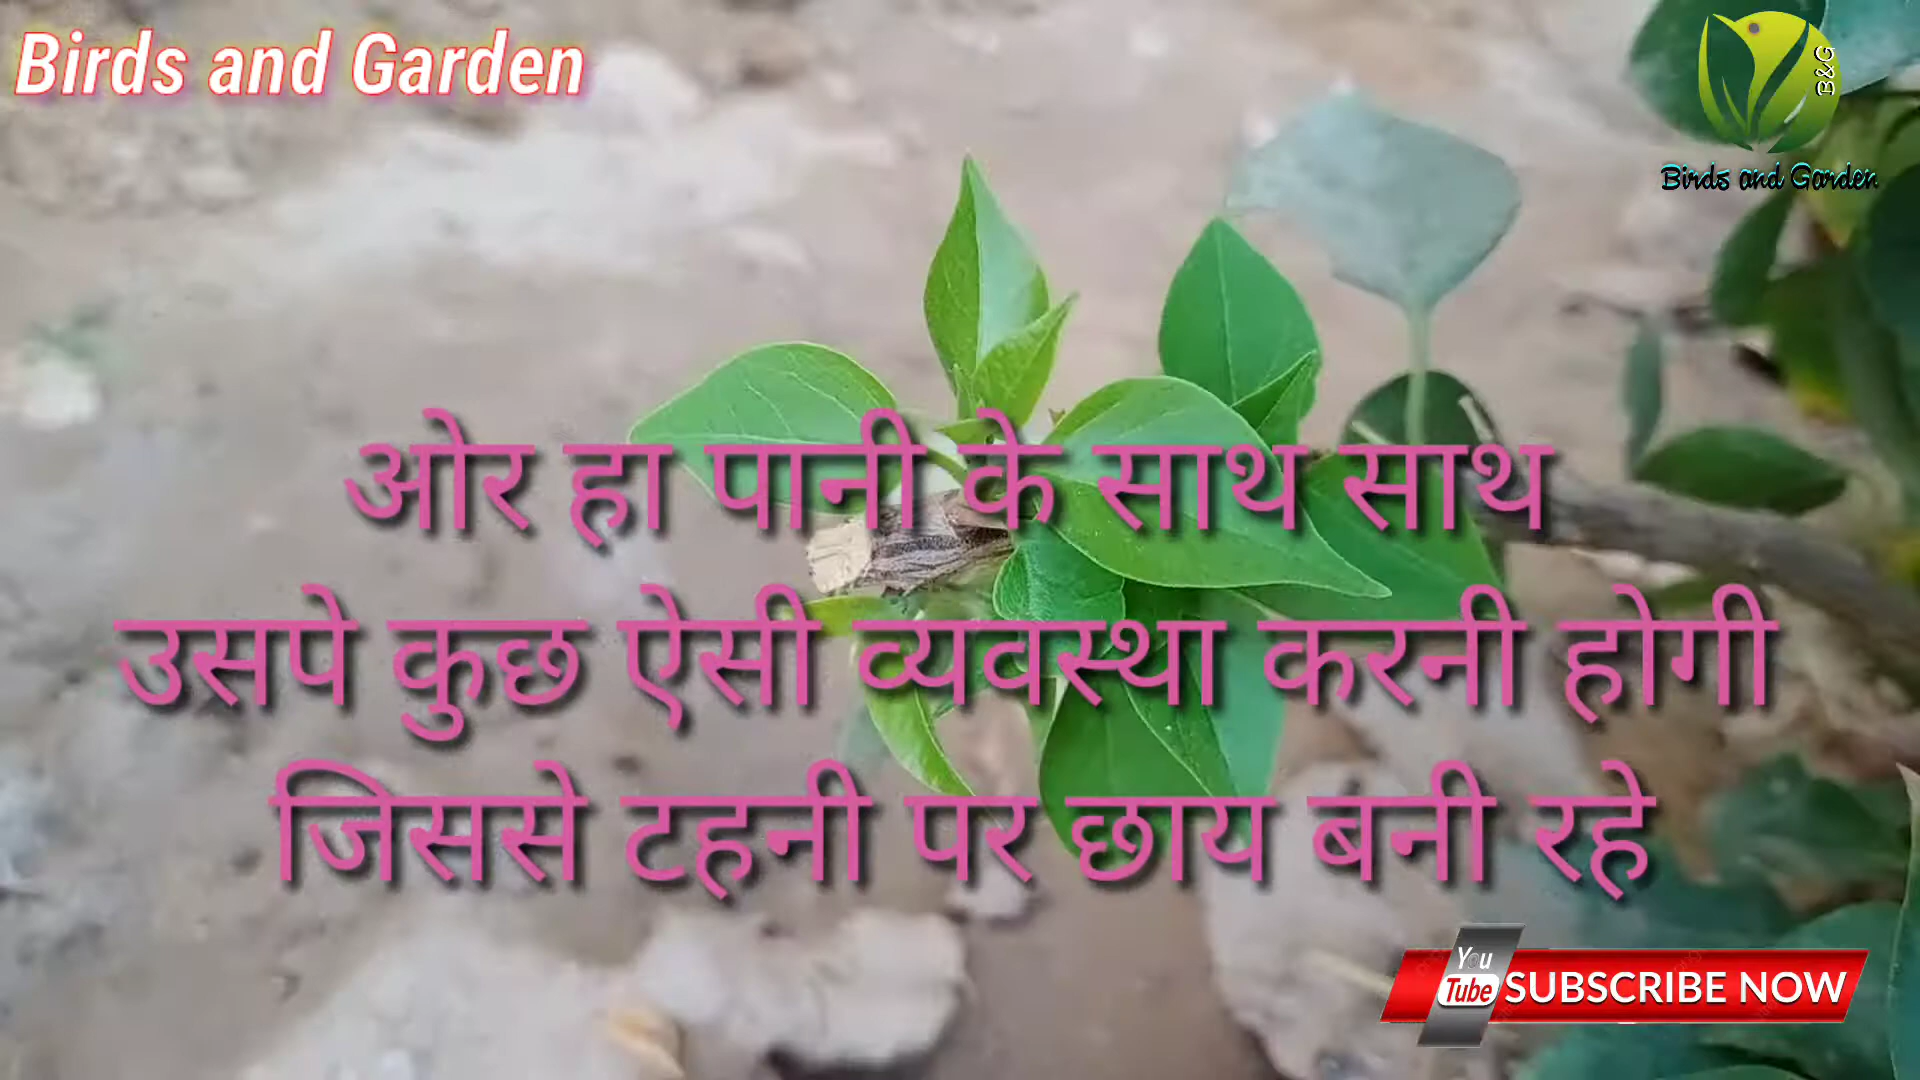 Birds and Garden
B&G
Birds and Garden
ओर हा पानी के साथ साथ
उसपे कुछ ऐसी व्यवस्था करनी होगी
जिससे टहनी पर छाय बनी रहे
You
Tube
SUBSCRIBE NOW